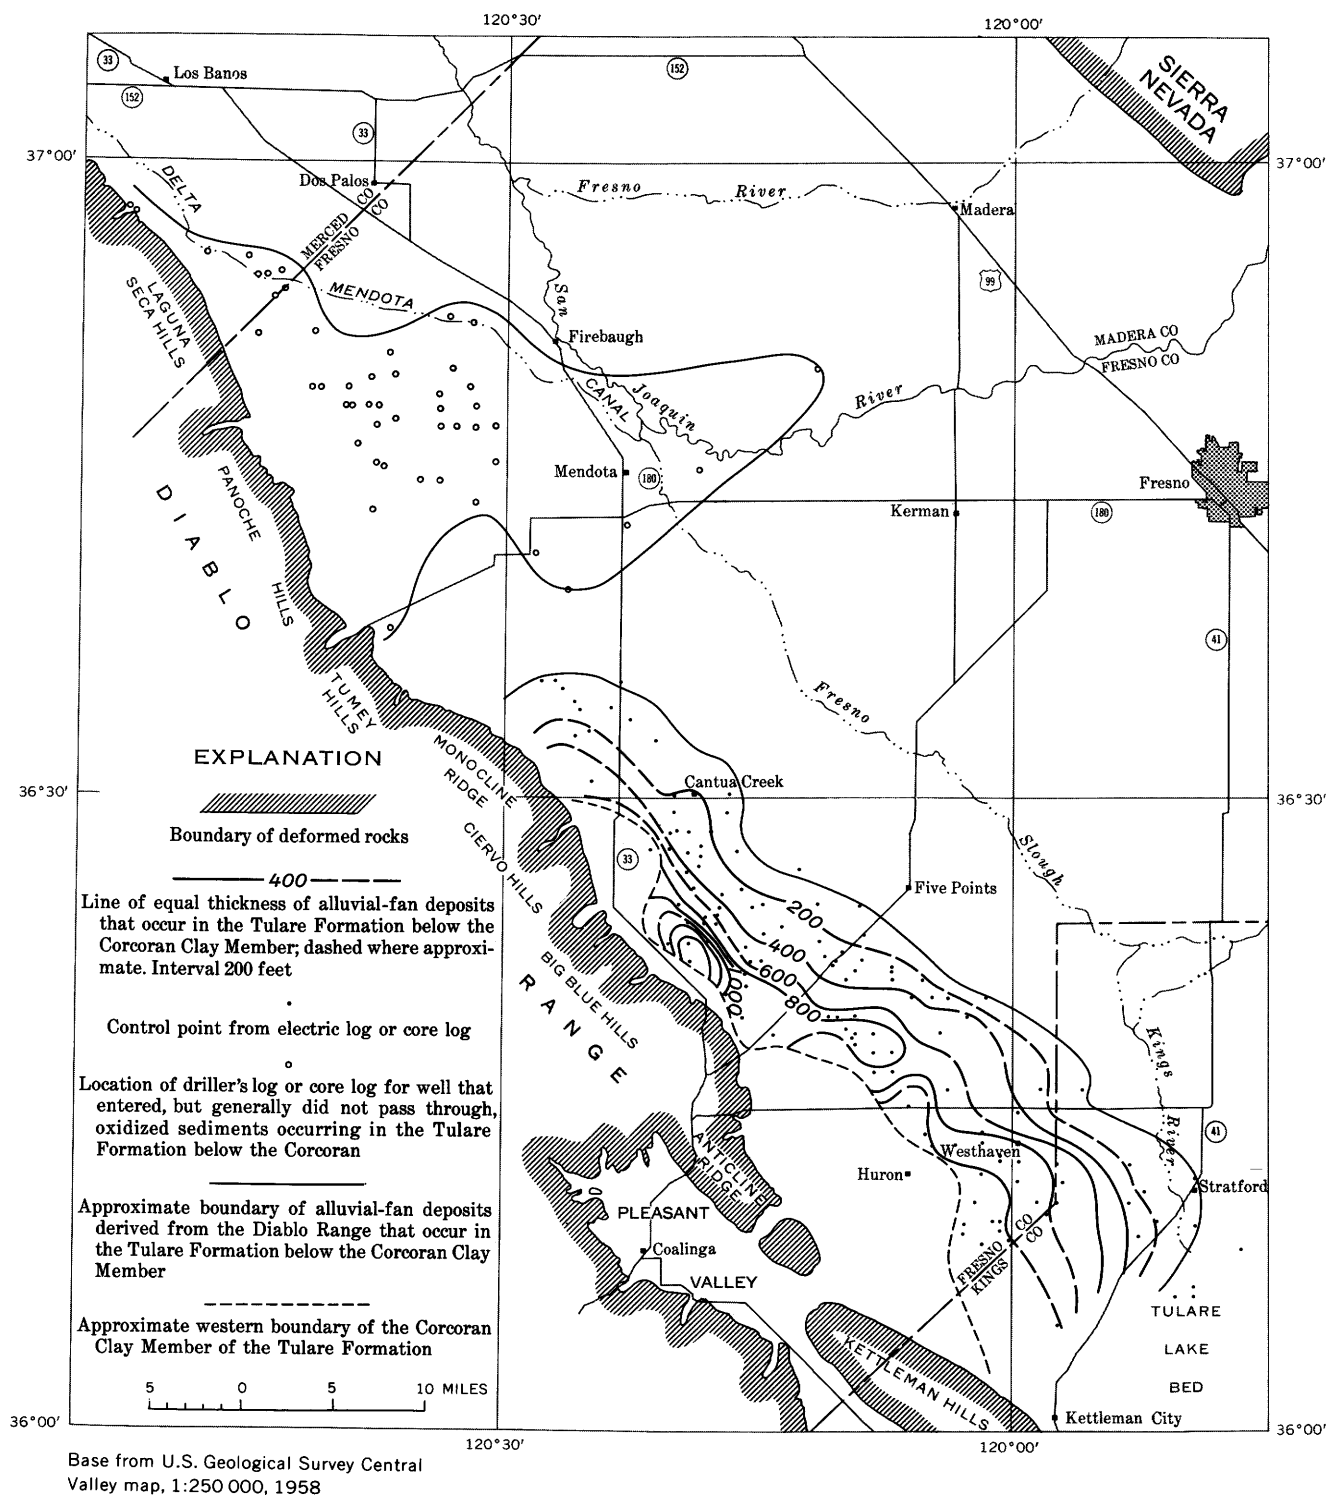 120°30′
120°00′
33
Los Banos
152
152
SIERRA
NEVADA
33
37°00′
37°00′
DELTA
Dos Palos
Fresno River
Madera
MERCED CO
FRESNO CO
99
LAGUNA
SECA HILLS
MENDOTA
San
Firebaugh
MADERA CO
FRESNO CO
CANAL
Joaquin
River
PANOCHE
HILLS
Mendota
180
Fresno
Kerman
180
DIABLO
41
TUMEY
HILLS
Fresno
MONOCLINE
RIDGE
Cantua Creek
36°30′
36°30′
CIERVO HILLS
33
Slough
Five Points
200
400
600
800
1000
BIG BLUE HILLS
RANGE
Kings
River
41
ANTICLINE
RIDGE
Westhaven
Huron
Stratford
PLEASANT
Coalinga
VALLEY
FRESNO CO
KINGS CO
TULARE
LAKE
BED
KETTLEMAN HILLS
Kettleman City
EXPLANATION
Boundary of deformed rocks
400
Line of equal thickness of alluvial-fan deposits
that occur in the Tulare Formation below the
Corcoran Clay Member; dashed where approxi-
mate. Interval 200 feet
Control point from electric log or core log
Location of driller's log or core log for well that
entered, but generally did not pass through,
oxidized sediments occurring in the Tulare
Formation below the Corcoran
Approximate boundary of alluvial-fan deposits
derived from the Diablo Range that occur in
the Tulare Formation below the Corcoran Clay
Member
Approximate western boundary of the Corcoran
Clay Member of the Tulare Formation
5 0 5 10 MILES
36°00′
36°00′
120°30′
120°00′
Base from U.S. Geological Survey Central
Valley map, 1:250 000, 1958